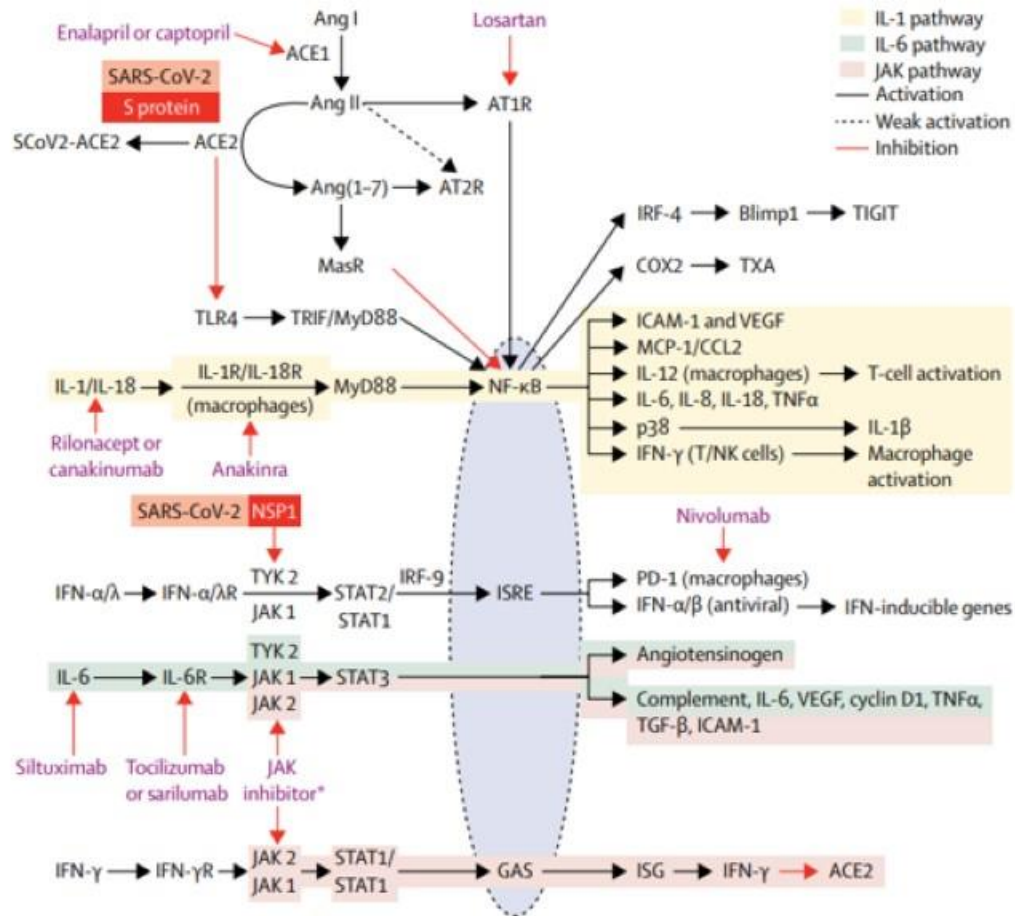 Ang I
Losartan
IL-1 pathway
Enalapril or captopril
ACE1
IL-6 pathway
SARS-CoV-2
JAK pathway
S protein
Ang II
AT1R
Activation
Weak activation
SCoV2-ACE2
ACE2
Inhibition
Ang(1–7)
AT2R
IRF-4
Blimp1
TIGIT
MasR
COX2
TXA
TLR4
TRIF/MyD88
ICAM-1 and VEGF
MCP-1/CCL2
IL-1/IL-18
IL-1R/IL-18R
(macrophages)
MyD88
NF-κB
IL-12 (macrophages)
T-cell activation
IL-6, IL-8, IL-18, TNFα
p38
IL-1β
Rilonacept or
canakinumab
Anakinra
IFN-γ (T/NK cells)
Macrophage
activation
SARS-CoV-2
NSP1
Nivolumab
IFN-α/λ
IFN-α/λR
TYK 2
JAK 1
STAT2/
STAT1
IRF-9
ISRE
PD-1 (macrophages)
IFN-α/β (antiviral)
IFN-inducible genes
IL-6
IL-6R
TYK 2
JAK 1
JAK 2
STAT3
Angiotensinogen
Complement, IL-6, VEGF, cyclin D1, TNFα,
TGF-β, ICAM-1
Siltuximab
Tocilizumab
or sarilumab
JAK
inhibitor*
IFN-γ
IFN-γR
JAK 2
JAK 1
STAT1/
STAT1
GAS
ISG
IFN-γ
ACE2